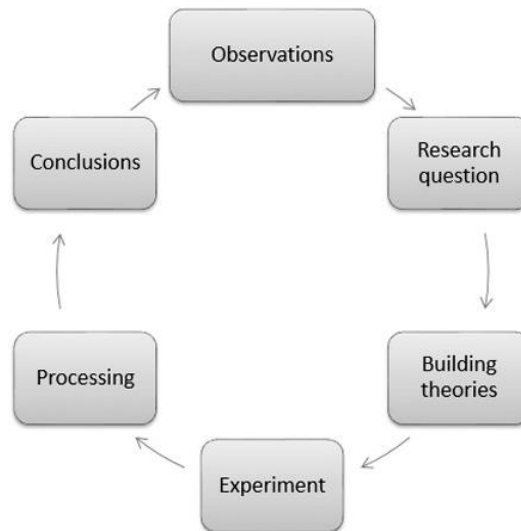 Observations
Research
question
Building
theories
Experiment
Processing
Conclusions